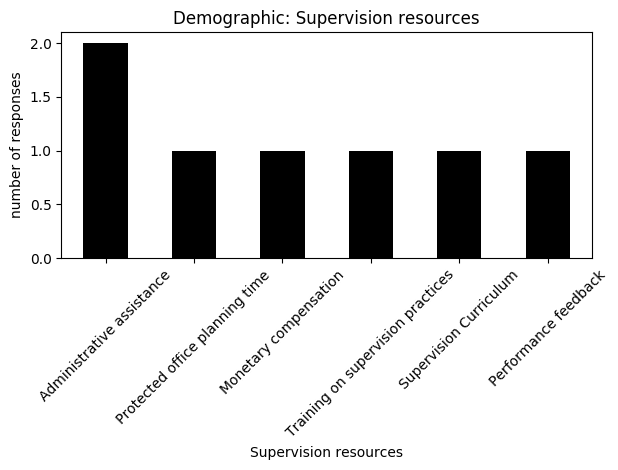 Demographic: Supervision resources
number of responses
2.0
1.5
1.0
0.5
0.0
Administrative assistance
Protected office planning time
Monetary compensation
Training on supervision practices
Supervision Curriculum
Performance feedback
Supervision resources